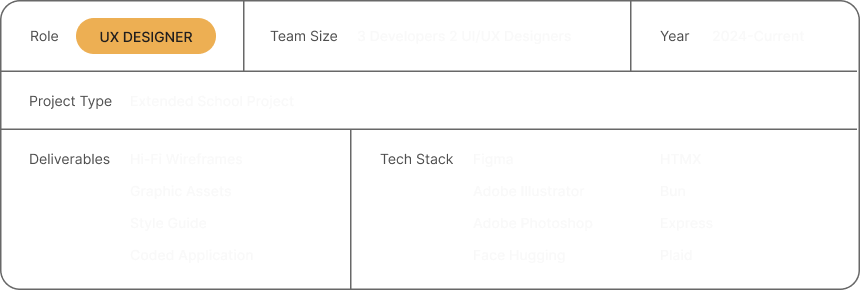 Role UX DESIGNER Team Size 3 Developers 2 UI/UX Designers Year 2024-Current
Project Type Extended School Project
Deliverables Hi-Fi Wireframes Tech Stack Figma HTMX
Graphic Assets Adobe Illustrator Bun
Style Guide Adobe Photoshop Express
Coded Application Face Hugging Plaid